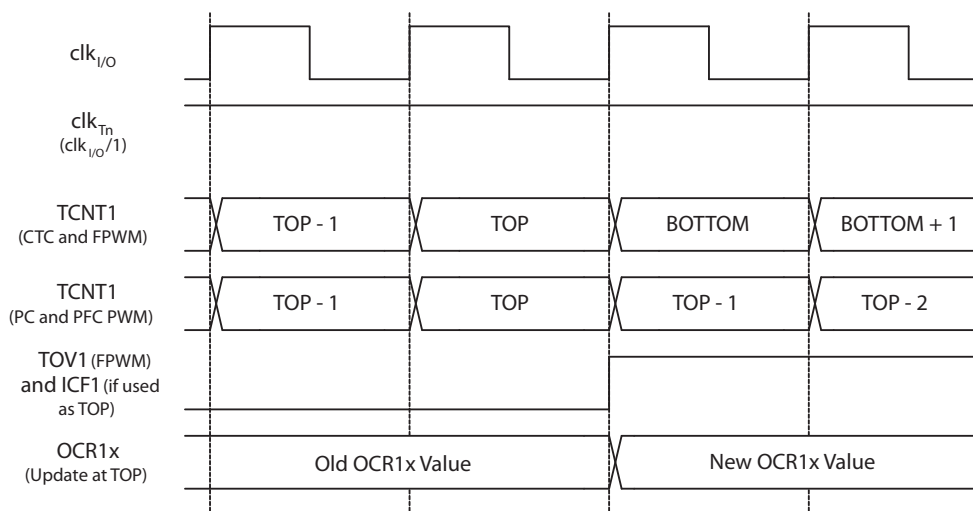 clkI/O
clkTn
(clkI/O/1)
TCNT1
(CTC and FPWM)
TOP - 1
TOP
BOTTOM
BOTTOM + 1
TCNT1
(PC and PFC PWM)
TOP - 1
TOP
TOP - 1
TOP - 2
TOV1 (FPWM)
and ICF1 (if used
as TOP)
OCR1x
(Update at TOP)
Old OCR1x Value
New OCR1x Value